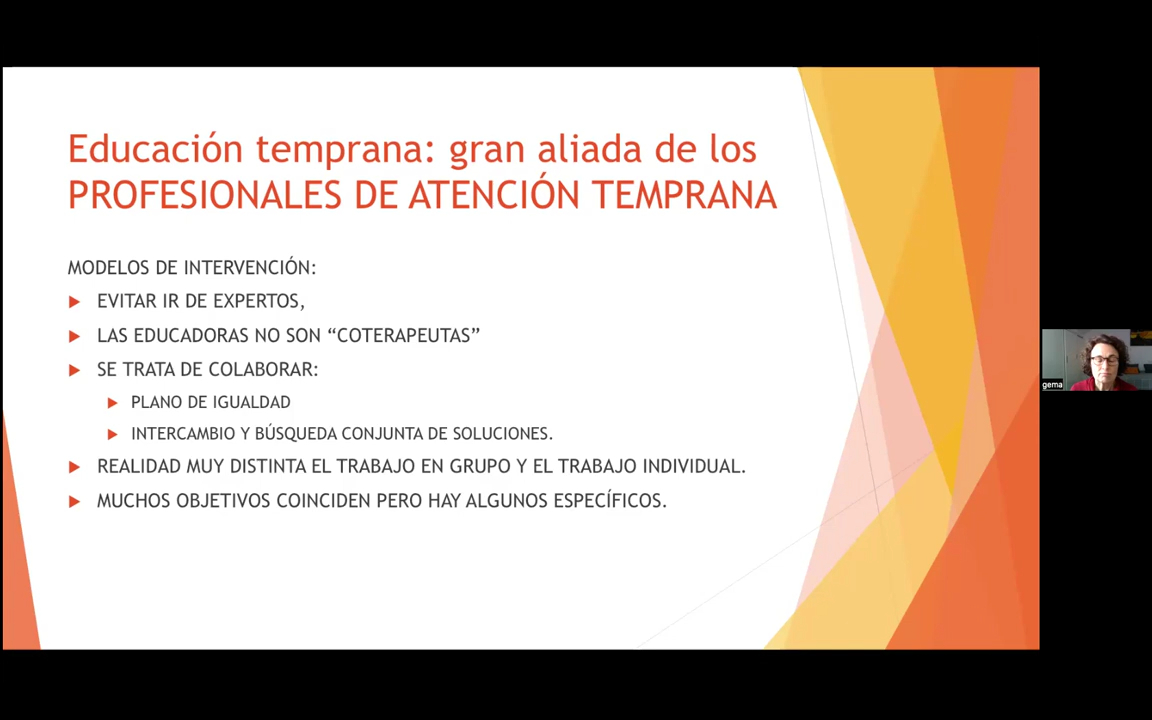 Educación temprana: gran aliada de los
PROFESIONALES DE ATENCIÓN TEMPRANA
MODELOS DE INTERVENCIÓN:
EVITAR IR DE EXPERTOS,
LAS EDUCADORAS NO SON “COTERAPEUTAS”
SE TRATA DE COLABORAR:
PLANO DE IGUALDAD
INTERCAMBIO Y BÚSQUEDA CONJUNTA DE SOLUCIONES.
REALIDAD MUY DISTINTA EL TRABAJO EN GRUPO Y EL TRABAJO INDIVIDUAL.
MUCHOS OBJETIVOS COINCIDEN PERO HAY ALGUNOS ESPECÍFICOS.
gema